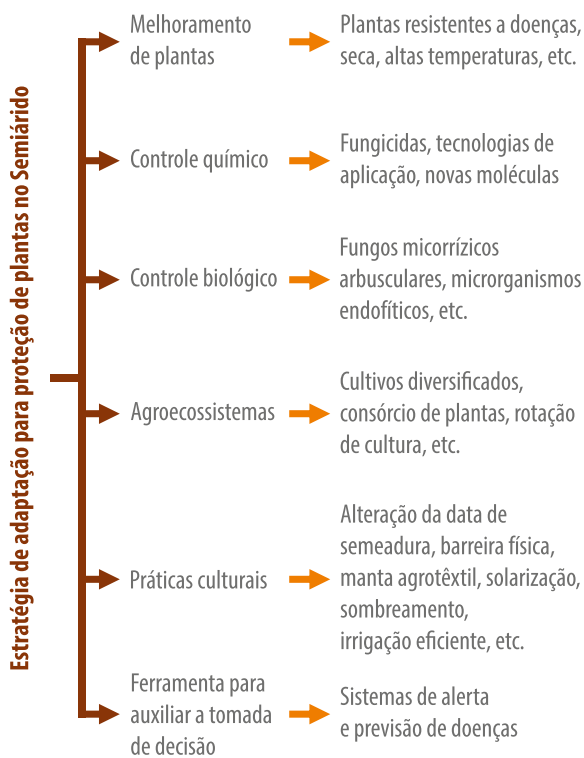 Estratégia de adaptação para proteção de plantas no Semiárido
Melhoramento
de plantas
Plantas resistentes a doenças,
seca, altas temperaturas, etc.
Controle químico
Fungicidas, tecnologias de
aplicação, novas moléculas
Controle biológico
Fungos micorrízicos
arbusculares, microrganismos
endofíticos, etc.
Agroecossistemas
Cultivos diversificados,
consórcio de plantas, rotação
de cultura, etc.
Práticas culturais
Alteração da data de
semeadura, barreira física,
manta agrotêxtil, solarização,
sombreamento,
irrigação eficiente, etc.
Ferramenta para
auxiliar a tomada
de decisão
Sistemas de alerta
e previsão de doenças